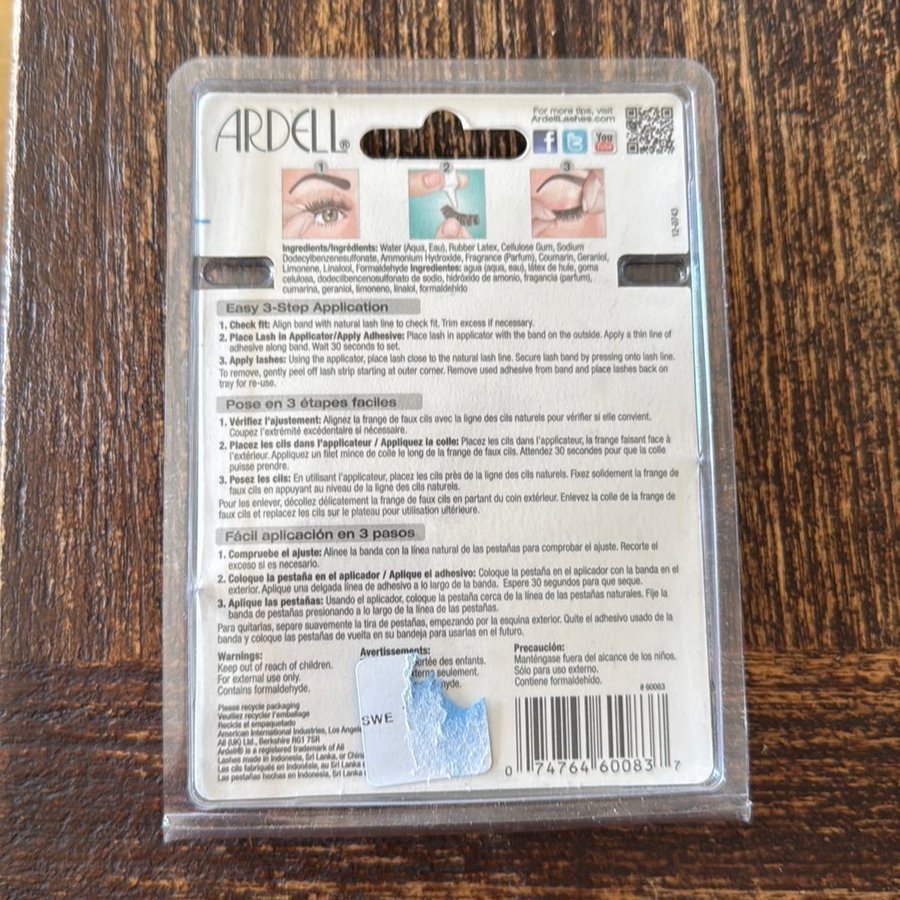 ARDELL®
For more tips, visit
ArdellLashes.com
f
t
You
Tube
1
2
3
12-0743
Ingredients/Ingrédients: Water (Aqua, Eau), Rubber Latex, Cellulose Gum, Sodium
Dodecylbenzenesulfonate, Ammonium Hydroxide, Fragrance (Parfum), Coumarin, Geraniol,
Limonene, Linalool, Formaldehyde Ingredientes: agua (aqua, eau), látex de hule, goma
celulosa, dodecilbencenosulfonato de sodio, hidróxido de amonio, fragancia (parfum),
cumarina, geraniol, limoneno, linalol, formaldehido
Easy 3-Step Application
1. Check fit: Align band with natural lash line to check fit. Trim excess if necessary.
2. Place Lash in Applicator/Apply Adhesive: Place lash in applicator with the band on the outside. Apply a thin line of
adhesive along band. Wait 30 seconds to set.
3. Apply lashes: Using the applicator, place lash close to the natural lash line. Secure lash band by pressing onto lash line.
To remove, gently peel off lash strip starting at outer corner. Remove used adhesive from band and place lashes back on
tray for re-use.
Pose en 3 étapes faciles
1. Vérifiez l'ajustement: Alignez la frange de faux cils avec la ligne des cils naturels pour vérifier si elle convient.
Coupez l'extrémité excédentaire si nécessaire.
2. Placez les cils dans l'applicateur / Appliquez la colle: Placez les cils dans l'applicateur, la frange faisant face à
l'extérieur. Appliquez un filet mince de colle le long de la frange de faux cils. Attendez 30 secondes pour que la colle
puisse prendre.
3. Posez les cils: En utilisant l'applicateur, placez les cils près de la ligne des cils naturels. Fixez solidement la frange de
faux cils en appuyant au niveau de la ligne des cils naturels.
Pour les enlever, décollez délicatement la frange de faux cils en partant du coin extérieur. Enlevez la colle de la frange de
faux cils et replacez les cils sur le plateau pour utilisation ultérieure.
Fácil aplicación en 3 pasos
1. Compruebe el ajuste: Alinee la banda con la línea natural de las pestañas para comprobar el ajuste. Recorte el
exceso si es necesario.
2. Coloque la pestaña en el aplicador / Aplique el adhesivo: Coloque la pestaña en el aplicador con la banda en el
exterior. Aplique una delgada línea de adhesivo a lo largo de la banda. Espere 30 segundos para que seque.
3. Aplique las pestañas: Usando el aplicador, coloque la pestaña cerca de la línea de las pestañas naturales. Fije la
banda de pestañas presionando a lo largo de la línea de las pestañas.
Para quitarlas, separe suavemente la tira de pestañas, empezando por la esquina exterior. Quite el adhesivo usado de la
banda y coloque las pestañas de vuelta en su bandeja para usarlas en el futuro.
Warnings:
Keep out of reach of children.
For external use only.
Contains formaldehyde.
Avertissements:
ortée des enfants.
externe seulement.
hyde.
Precaución:
Manténgase fuera del alcance de los niños.
Sólo para uso externo.
Contiene formaldehido.
Please recycle packaging
Veuillez recycler l'emballage
Recicle el empaquetado
American International Industries, Los Angele
AII (UK) Ltd., Berkshire RG1 7SR
Ardell® is a registered trademark of AII
Lashes made in Indonesia, Sri Lanka, or China
Les cils fabriqués en Indonésie, au Sri Lanka
Las pestañas hechas en Indonesia, Sri Lanka
SWE
# 60083
0 74764 60083 7